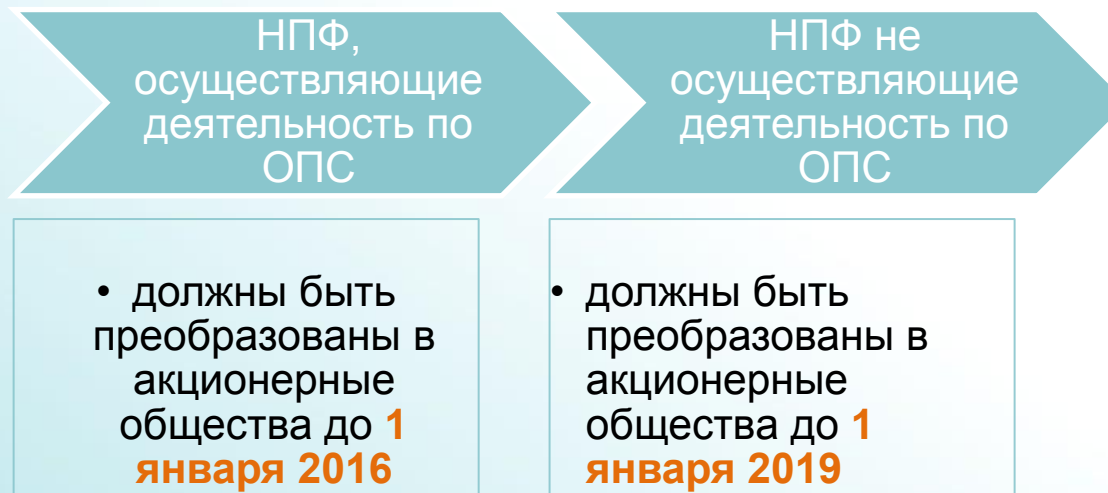 НПФ,
осуществляющие
деятельность по
ОПС
НПФ не
осуществляющие
деятельность по
ОПС
• должны быть
преобразованы в
акционерные
общества до 1
января 2016
• должны быть
преобразованы в
акционерные
общества до 1
января 2019